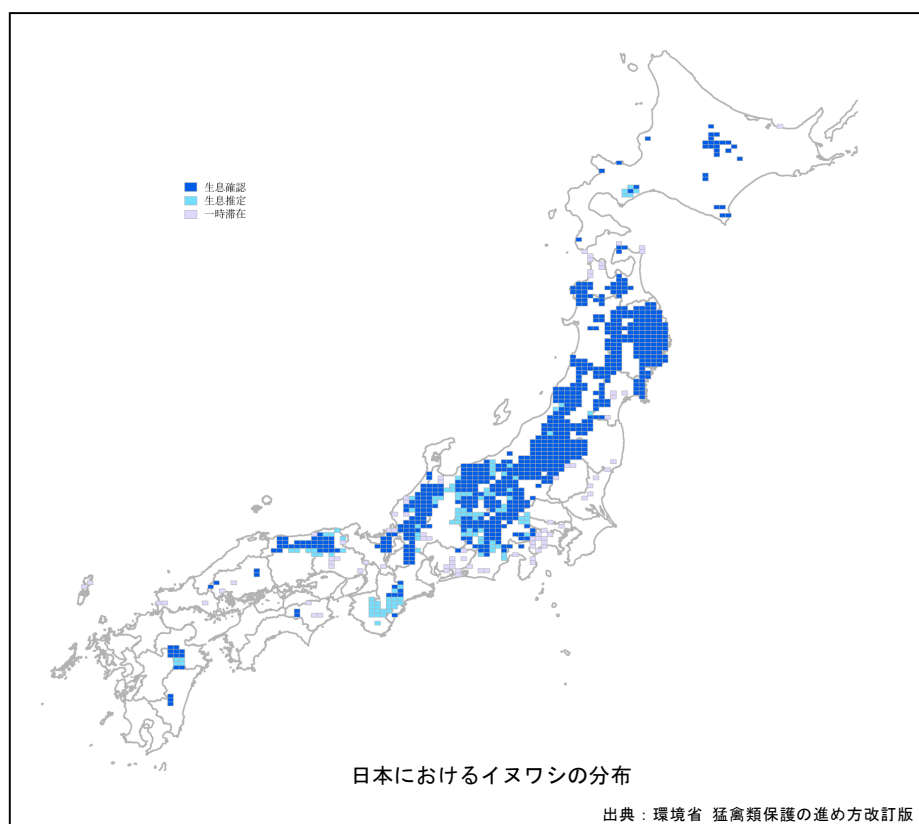 生息確認
生息推定
一時滞在
日本におけるイヌワシの分布
出典：環境省 猛禽類保護の進め方改訂版